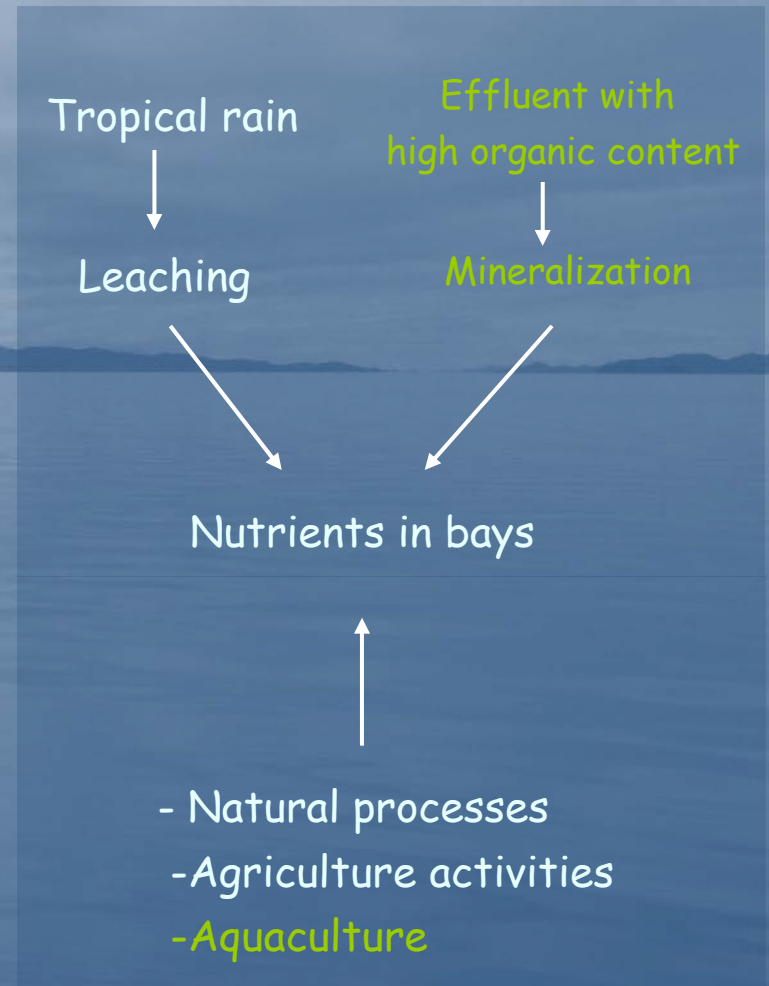 Tropical rain
Effluent with
high organic content
Leaching
Mineralization
Nutrients in bays
- Natural processes
-Agriculture activities
-Aquaculture